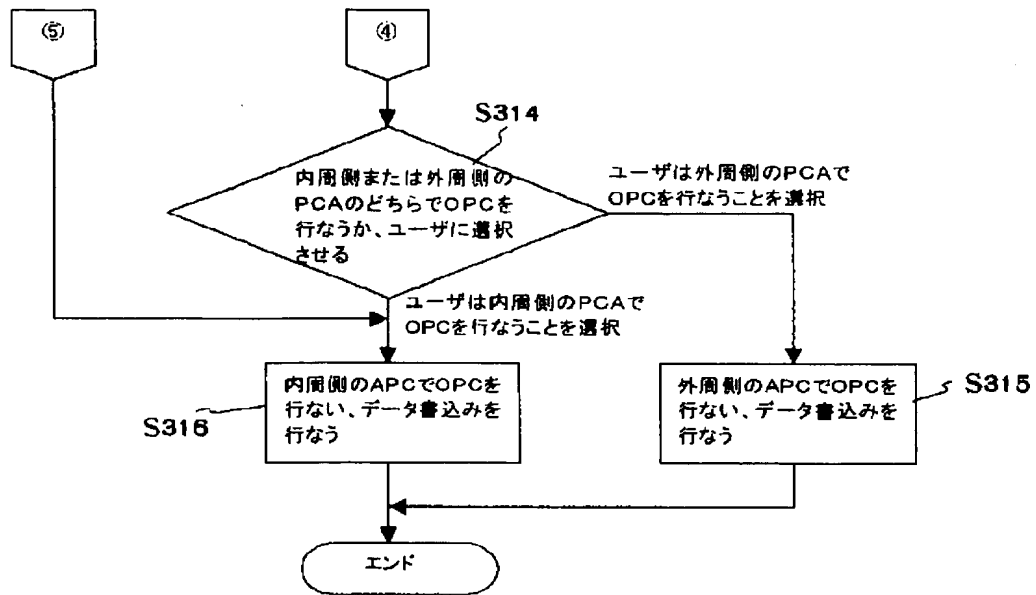 ⑤
④
S314
内周側または外周側の
PCAのどちらでOPCを
行なうか、ユーザに選択
させる
ユーザは外周側のPCAで
OPCを行なうことを選択
ユーザは内周側のPCAで
OPCを行なうことを選択
内周側のAPCでOPCを
行ない、データ書込みを
行なう
S316
外周側のAPCでOPCを
行ない、データ書込みを
行なう
S315
エンド